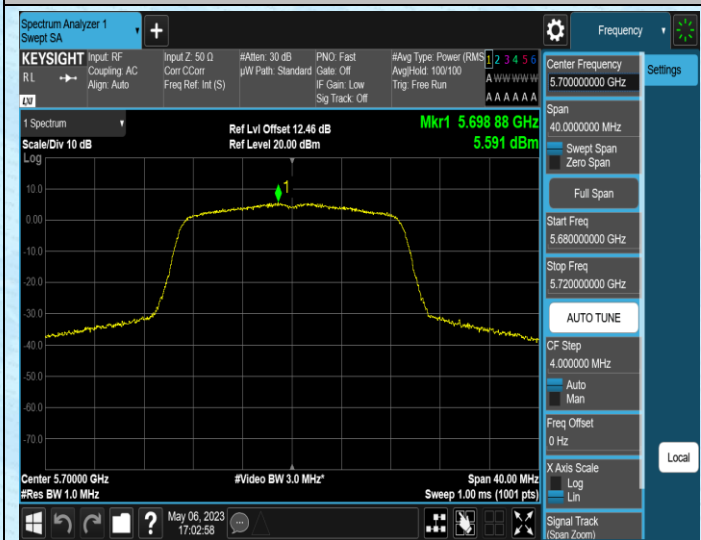 Spectrum Analyzer 1
Swept SA
+
Frequency
KEYSIGHT
RL
LXI
Input: RF
Coupling: AC
Align: Auto
Input Z: 50 Ω
Corr CCorr
Freq Ref: Int (S)
#Atten: 30 dB
µW Path: Standard
PNO: Fast
Gate: Off
IF Gain: Low
Sig Track: Off
#Avg Type: Power (RMS
Avg|Hold: 100/100
Trig: Free Run
1 2 3 4 5 6
A W W W W W
A A A A A A
1 Spectrum
Scale/Div 10 dB
Ref Lvl Offset 12.46 dB
Ref Level 20.00 dBm
Mkr1 5.698 88 GHz
5.591 dBm
Log
1
10.0
0.00
-10.0
-20.0
-30.0
-40.0
-50.0
-60.0
-70.0
Center 5.70000 GHz
#Res BW 1.0 MHz
#Video BW 3.0 MHz*
Span 40.00 MHz
Sweep 1.00 ms (1001 pts)
?
May 06, 2023
17:02:58
Center Frequency
5.700000000 GHz
Span
40.0000000 MHz
Swept Span
Zero Span
Full Span
Start Freq
5.680000000 GHz
Stop Freq
5.720000000 GHz
AUTO TUNE
CF Step
4.000000 MHz
Auto
Man
Freq Offset
0 Hz
X Axis Scale
Log
Lin
Signal Track
(Span Zoom)
Settings
Local